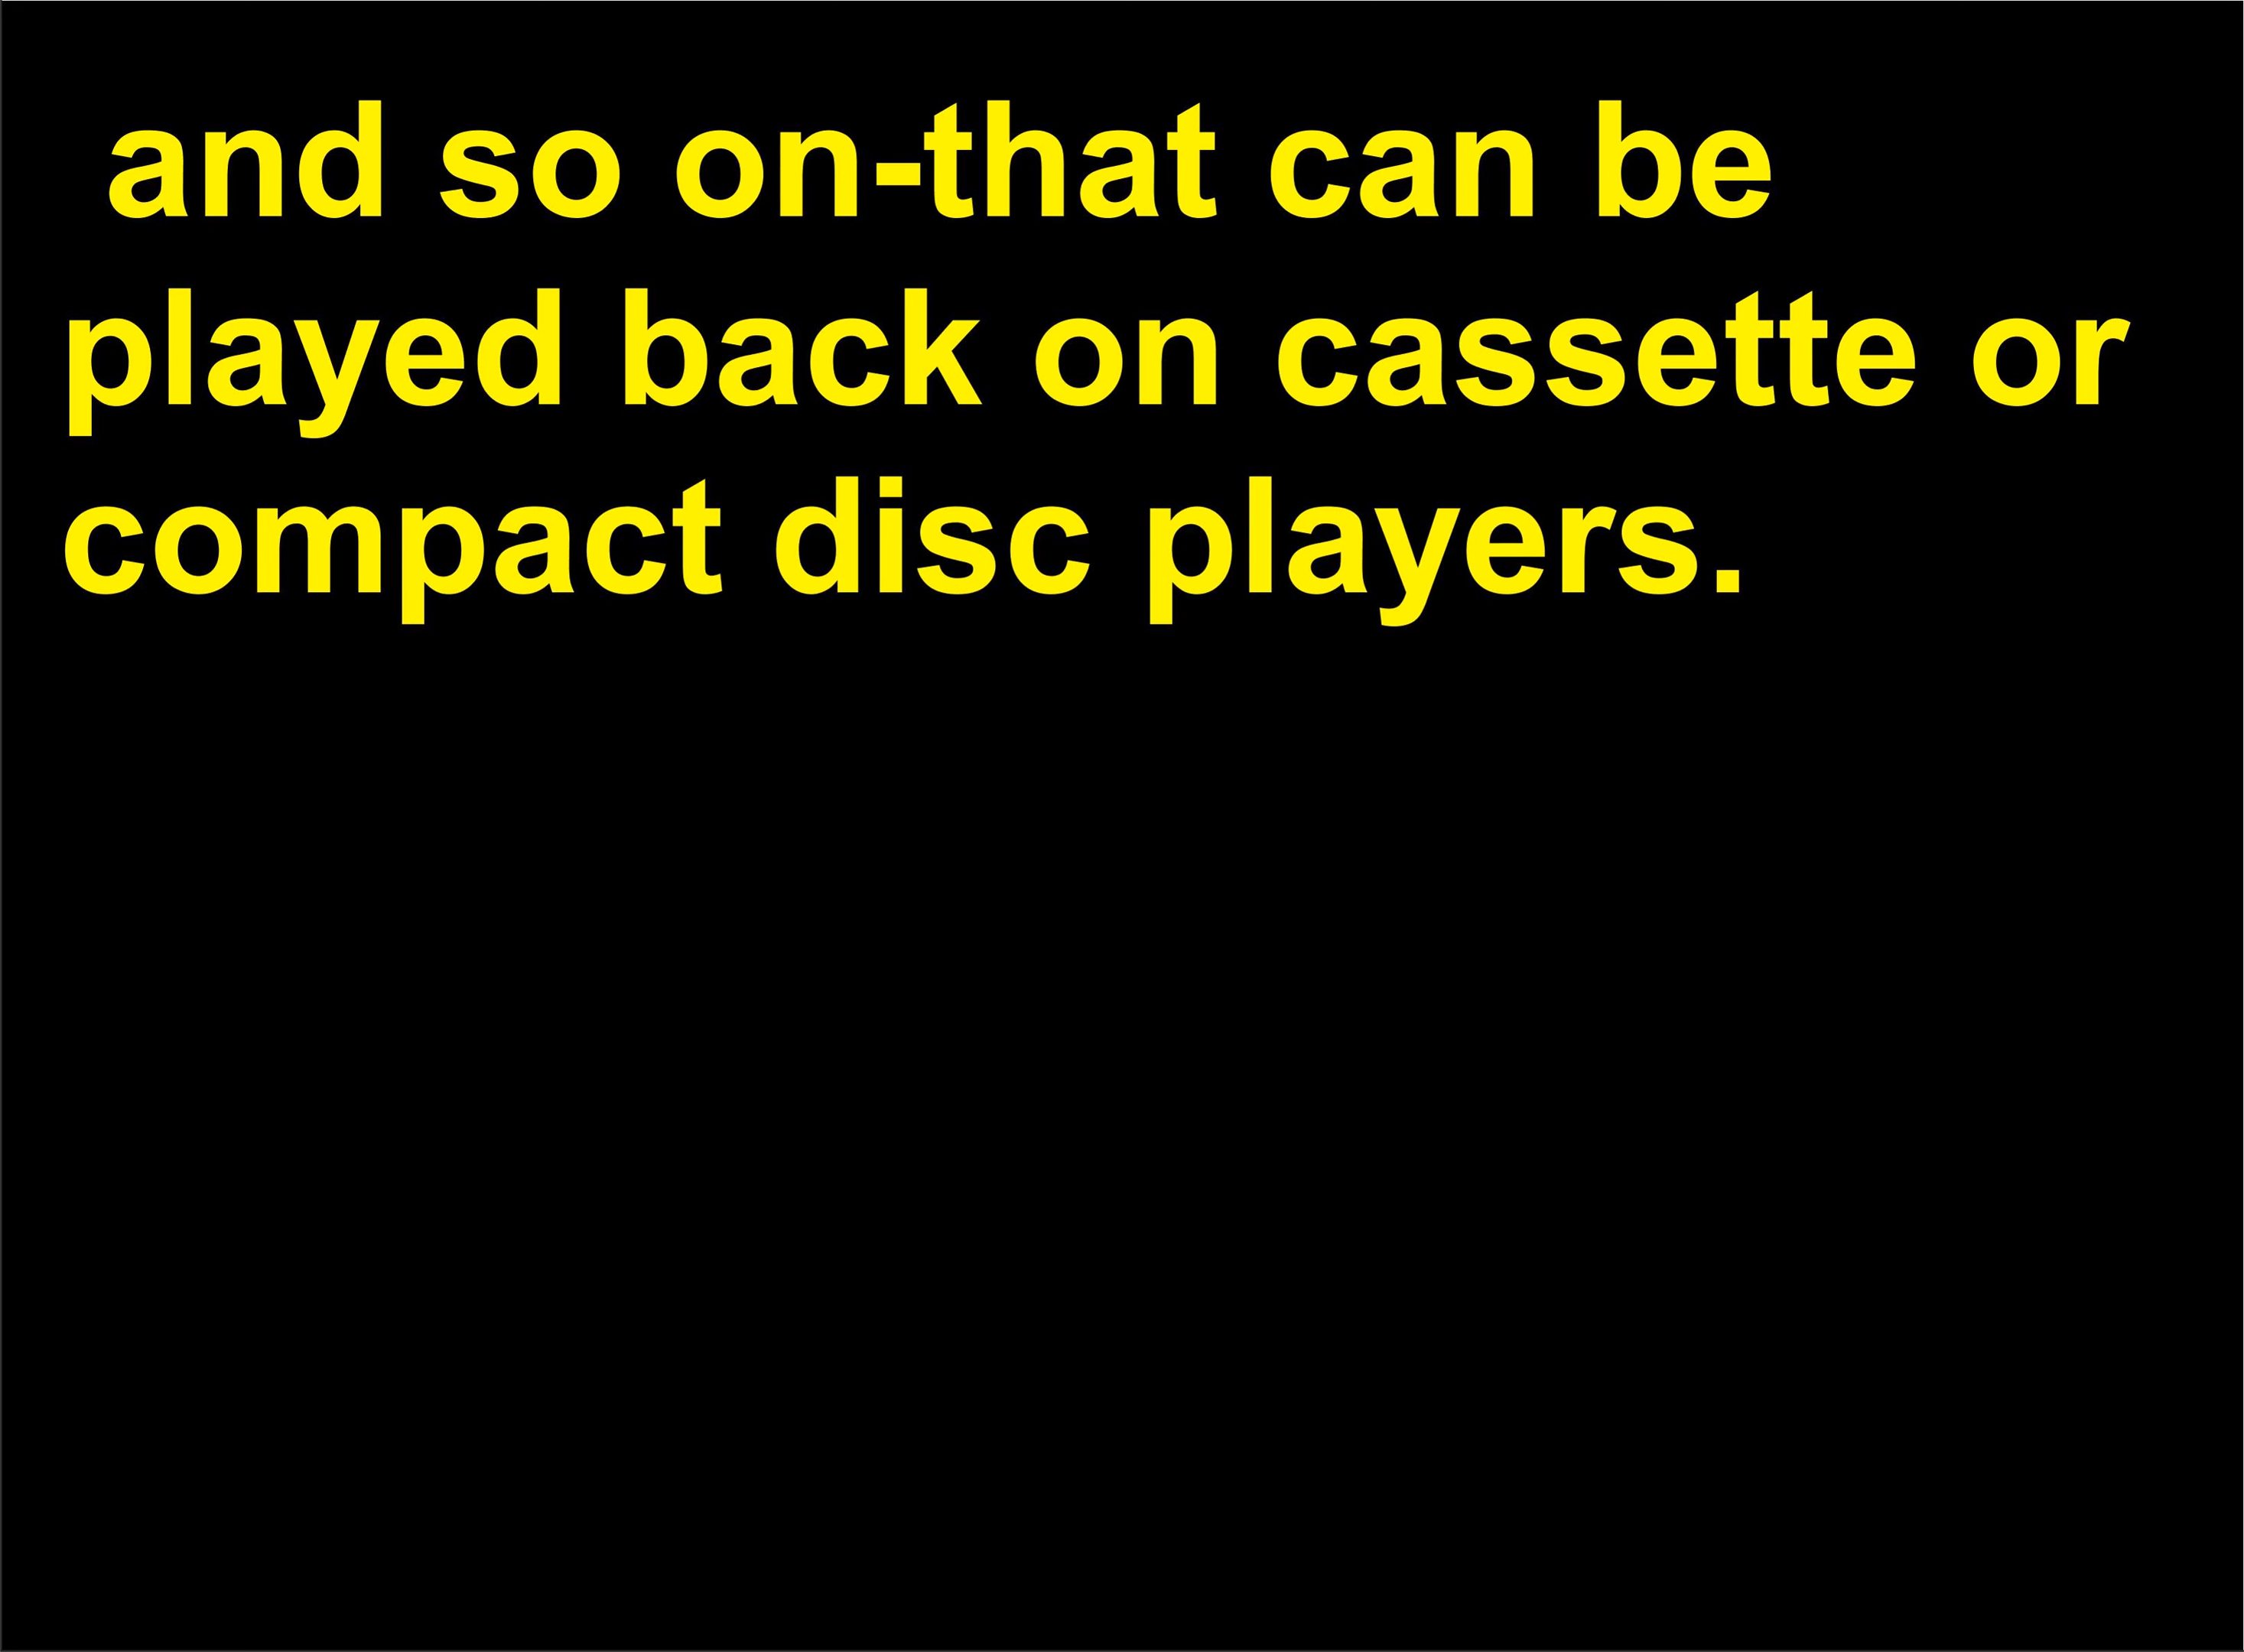 and so on-that can be
played back on cassette or
compact disc players.